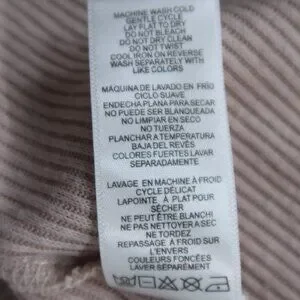 MACHINE WASH COLD
GENTLE CYCLE
LAY FLAT TO DRY
DO NOT BLEACH
DO NOT DRY CLEAN
DO NOT TWIST
COOL IRON ON REVERSE
WASH SEPARATELY WITH
LIKE COLORS
MÁQUINA DE LAVADO EN FRÍO
CICLO SUAVE
ENDECHA PLANA PARA SECAR
NO PUEDE SER BLANQUEADA
NO LIMPIAR EN SECO
NO TUERZA
PLANCHAR A TEMPERATURA
BAJA DEL REVÉS
COLORES FUERTES LAVAR
SEPARADAMENTE
LAVAGE EN MACHINE À FROID
CYCLE DÉLICAT
LAPOINTE À PLAT POUR
SÉCHER
NE PEUT ÊTRE BLANCHI
NE PAS NETTOYER A SEC
NE TORDEZ
REPASSAGE À FROID SUR
L'ENVERS
COULEURS FONCÉES
LAVER SÉPARÉMENT